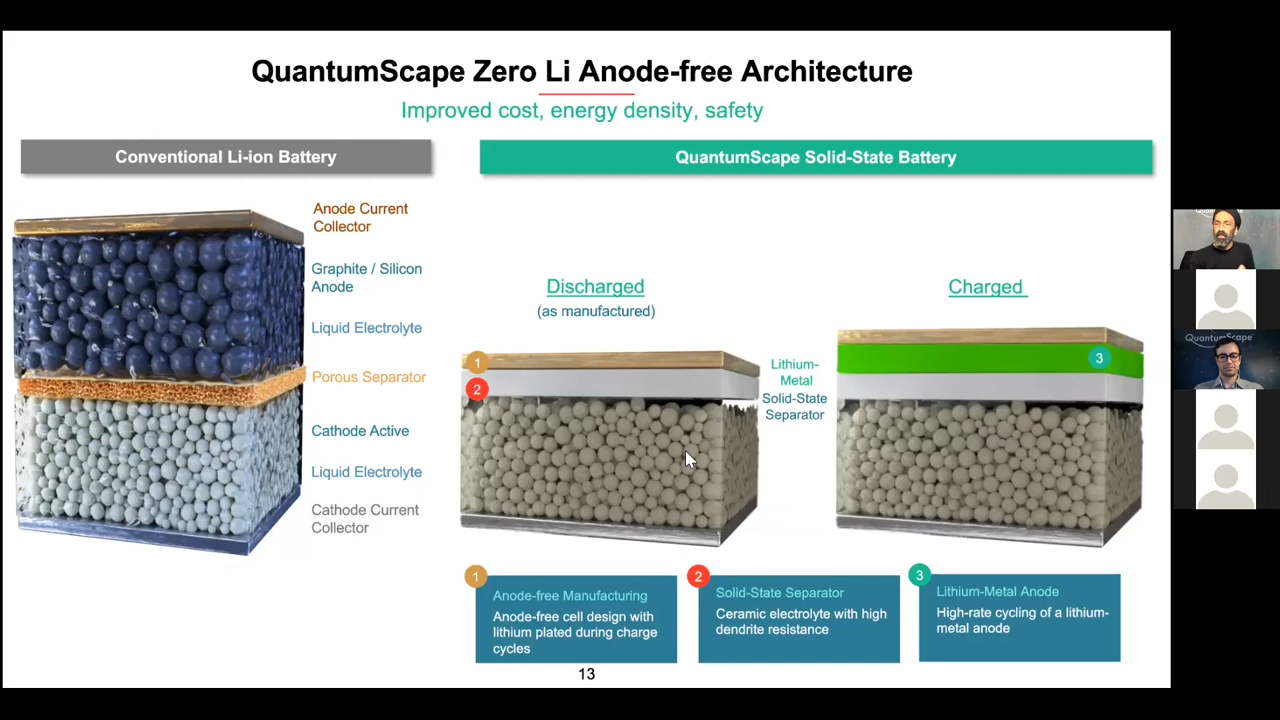 QuantumScape Zero Li Anode-free Architecture
Improved cost, energy density, safety
Conventional Li-ion Battery
Anode Current
Collector
Graphite / Silicon
Anode
Liquid Electrolyte
Porous Separator
Cathode Active
Liquid Electrolyte
Cathode Current
Collector
QuantumScape Solid-State Battery
Discharged
(as manufactured)
1
2
Lithium-
Metal
Solid-State
Separator
Charged
3
1
Anode-free Manufacturing
Anode-free cell design with
lithium plated during charge
cycles
2
Solid-State Separator
Ceramic electrolyte with high
dendrite resistance
3
Lithium-Metal Anode
High-rate cycling of a lithium-
metal anode
13
QuantumScape